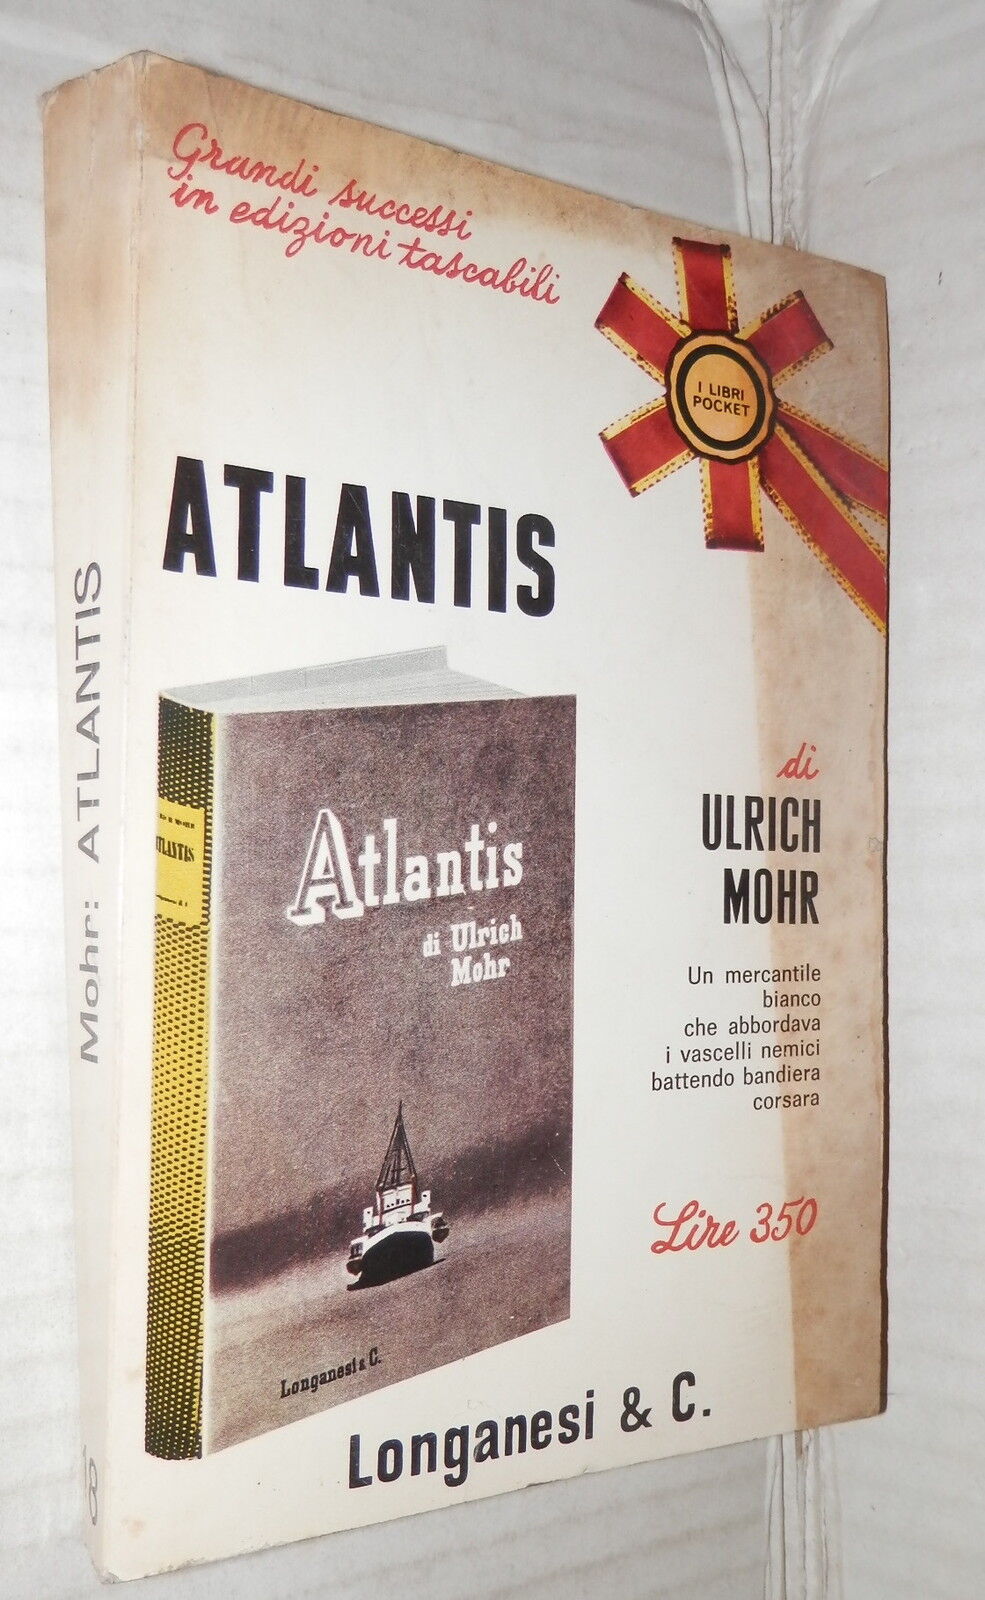 Grandi successi
in edizioni tascabili
I LIBRI
POCKET
ATLANTIS
Mohr: ATLANTIS
ATLANTIS
Atlantis
di Ulrich
Mohr
Longanesi & C.
di
ULRICH
MOHR
Un mercantile
bianco
che abbordava
i vascelli nemici
battendo bandiera
corsara
Lire 350
Longanesi & C.